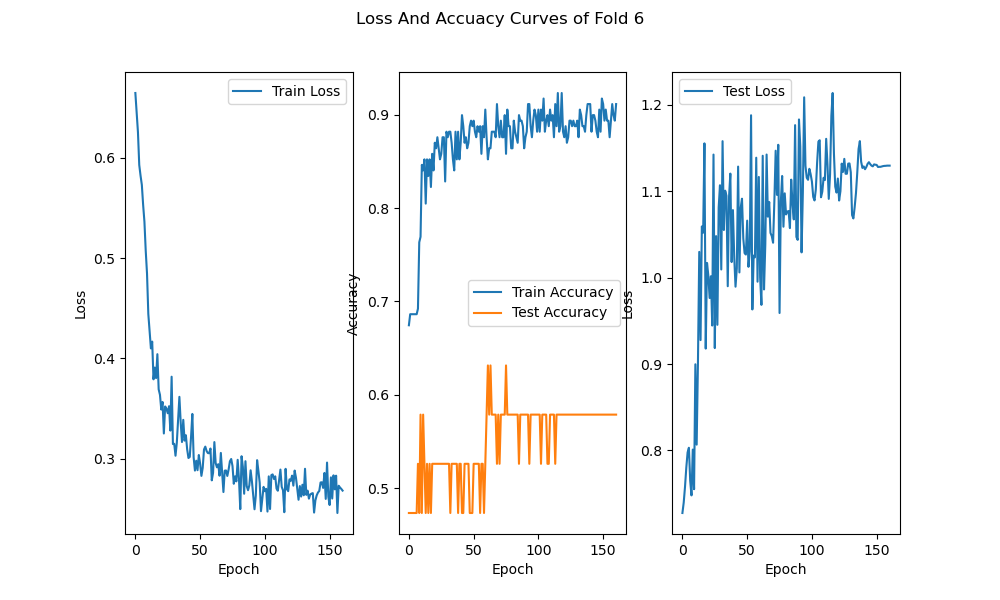 Loss And Accuacy Curves of Fold 6
Train Loss
Loss
0.6
0.5
0.4
0.3
0
50
100
150
Epoch
Train Accuracy
Test Accuracy
Accuracy
0.9
0.8
0.7
0.6
0.5
0
50
100
150
Epoch
Test Loss
Loss
1.2
1.1
1.0
0.9
0.8
0
50
100
150
Epoch